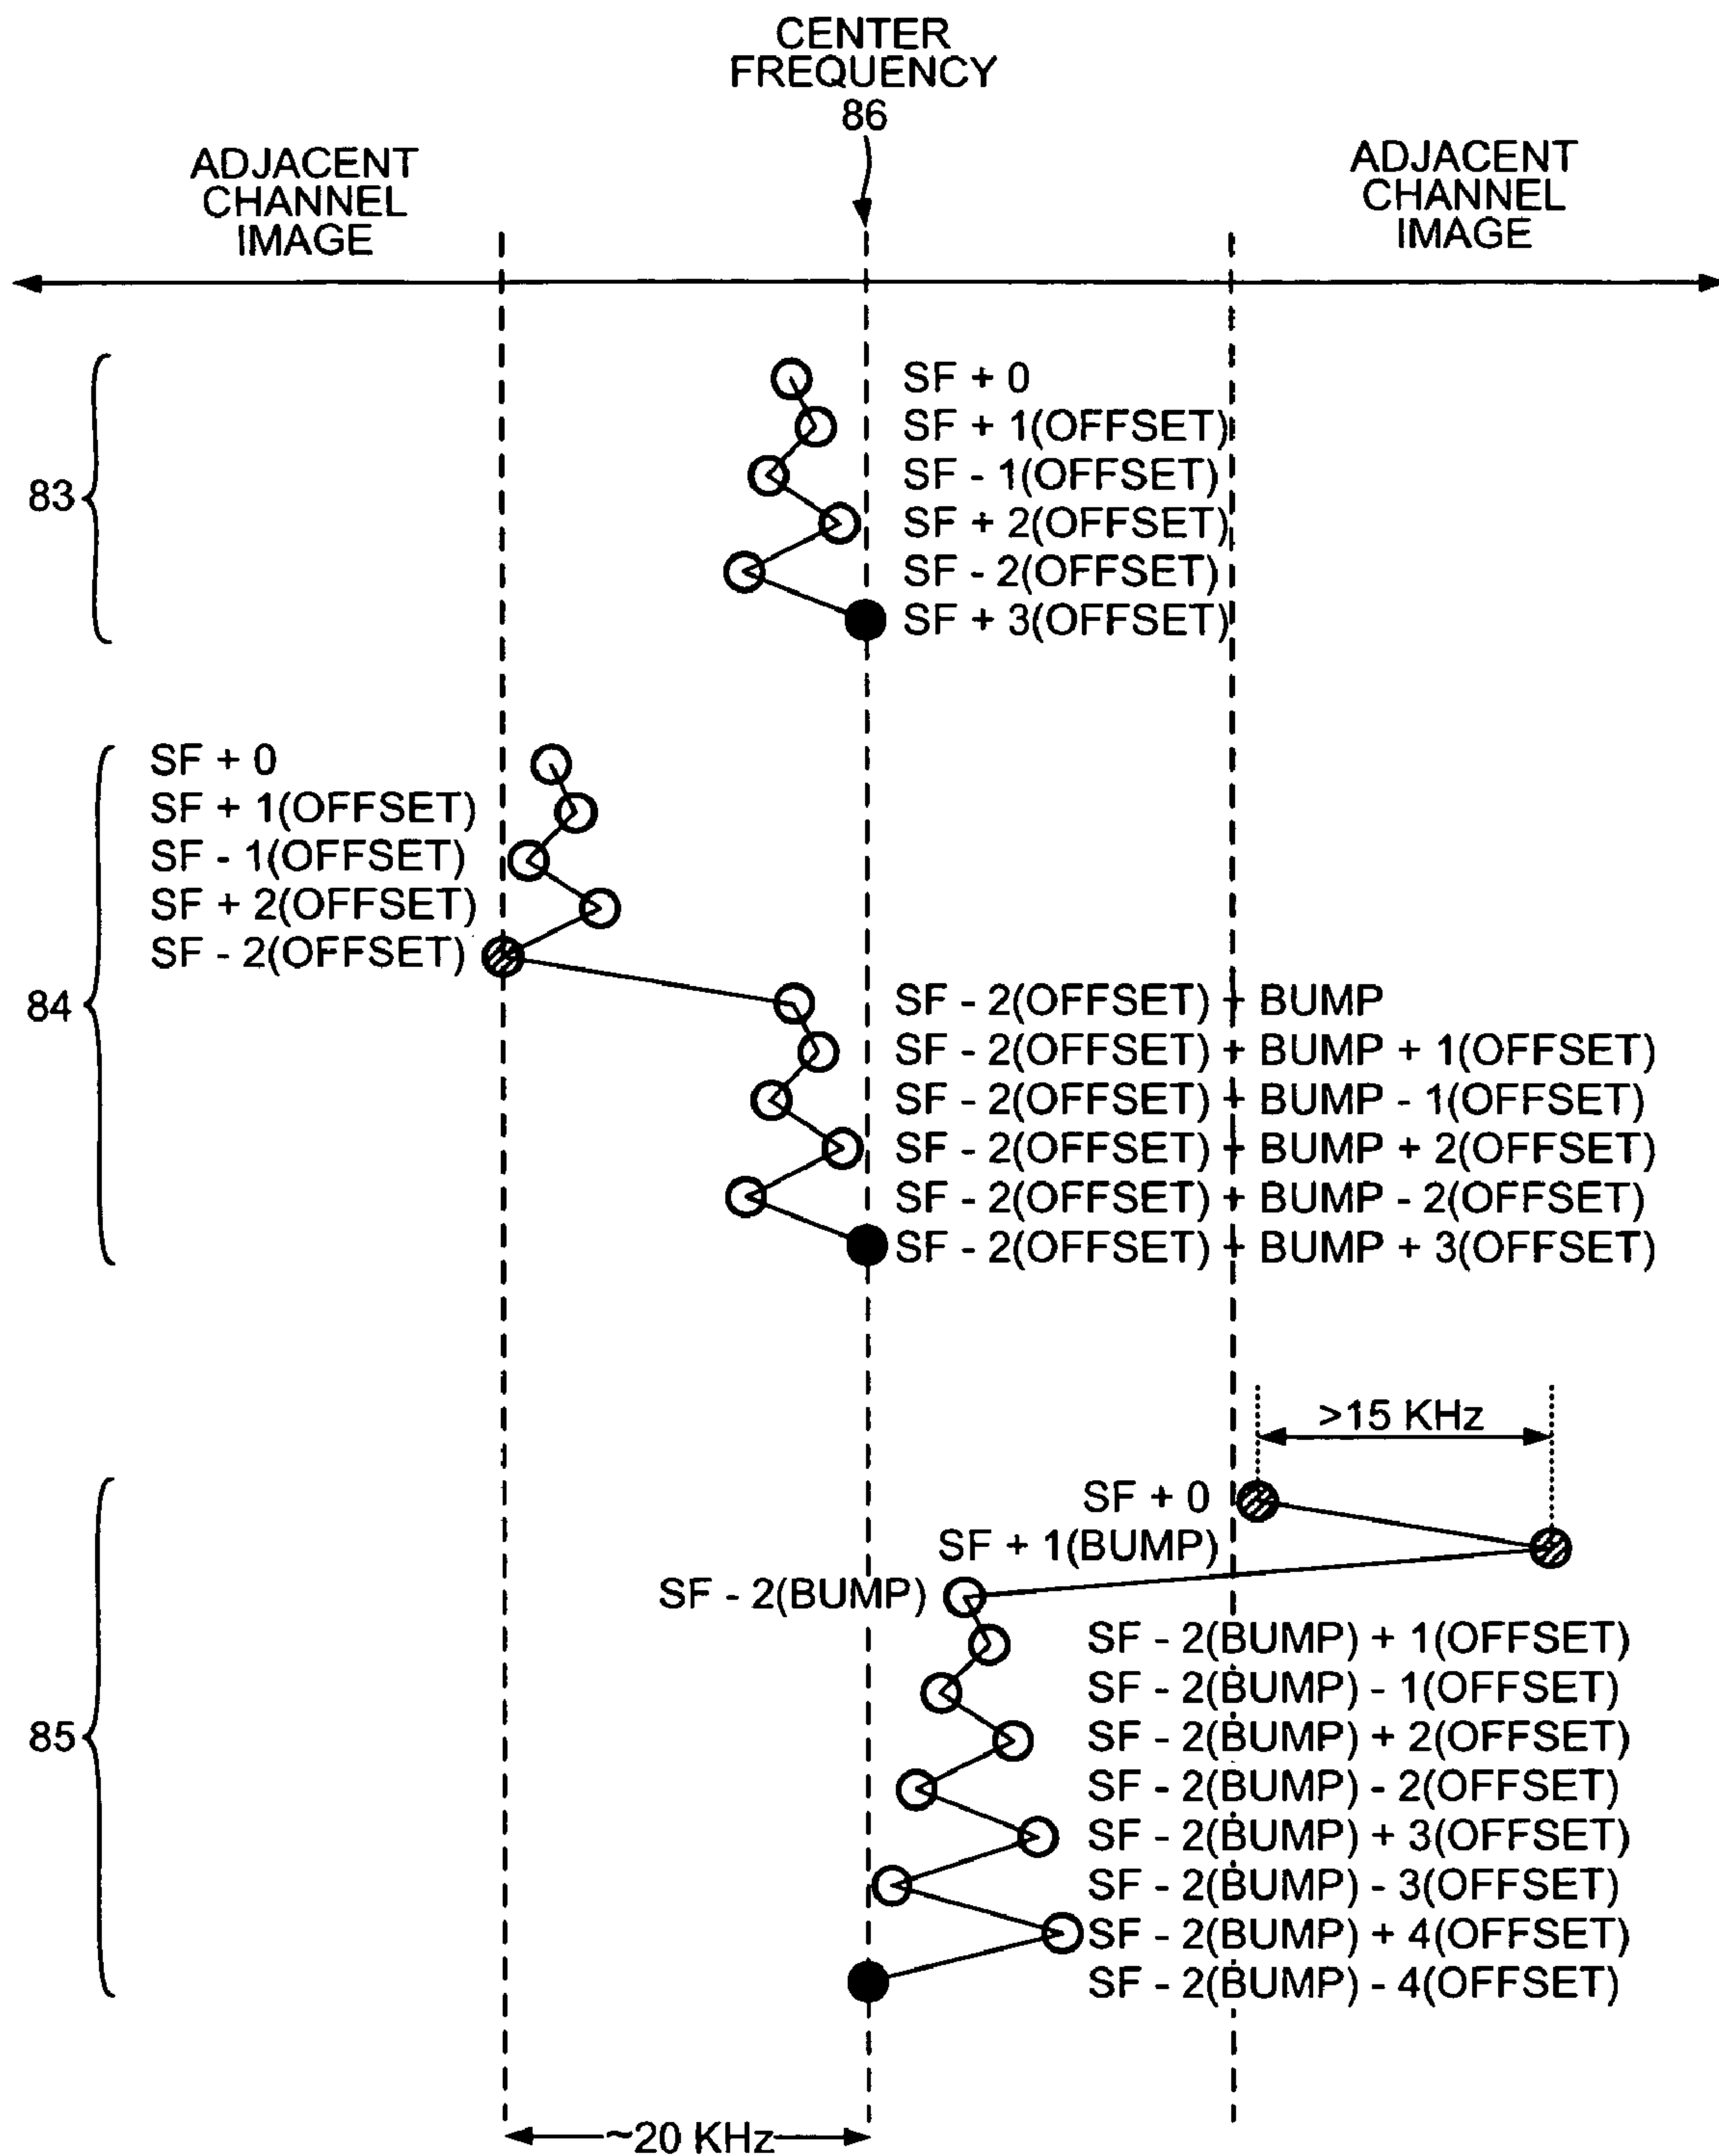 CENTER
FREQUENCY
86
ADJACENT
CHANNEL
IMAGE
ADJACENT
CHANNEL
IMAGE
83
SF + 0
SF + 1(OFFSET)
SF - 1(OFFSET)
SF + 2(OFFSET)
SF - 2(OFFSET)
SF + 3(OFFSET)
84
SF + 0
SF + 1(OFFSET)
SF - 1(OFFSET)
SF + 2(OFFSET)
SF - 2(OFFSET)
SF - 2(OFFSET) + BUMP
SF - 2(OFFSET) + BUMP + 1(OFFSET)
SF - 2(OFFSET) + BUMP - 1(OFFSET)
SF - 2(OFFSET) + BUMP + 2(OFFSET)
SF - 2(OFFSET) + BUMP - 2(OFFSET)
SF - 2(OFFSET) + BUMP + 3(OFFSET)
>15 KHz
85
SF + 0
SF + 1(BUMP)
SF - 2(BUMP)
SF - 2(BUMP) + 1(OFFSET)
SF - 2(BUMP) - 1(OFFSET)
SF - 2(BUMP) + 2(OFFSET)
SF - 2(BUMP) - 2(OFFSET)
SF - 2(BUMP) + 3(OFFSET)
SF - 2(BUMP) - 3(OFFSET)
SF - 2(BUMP) + 4(OFFSET)
SF - 2(BUMP) - 4(OFFSET)
~20 KHz